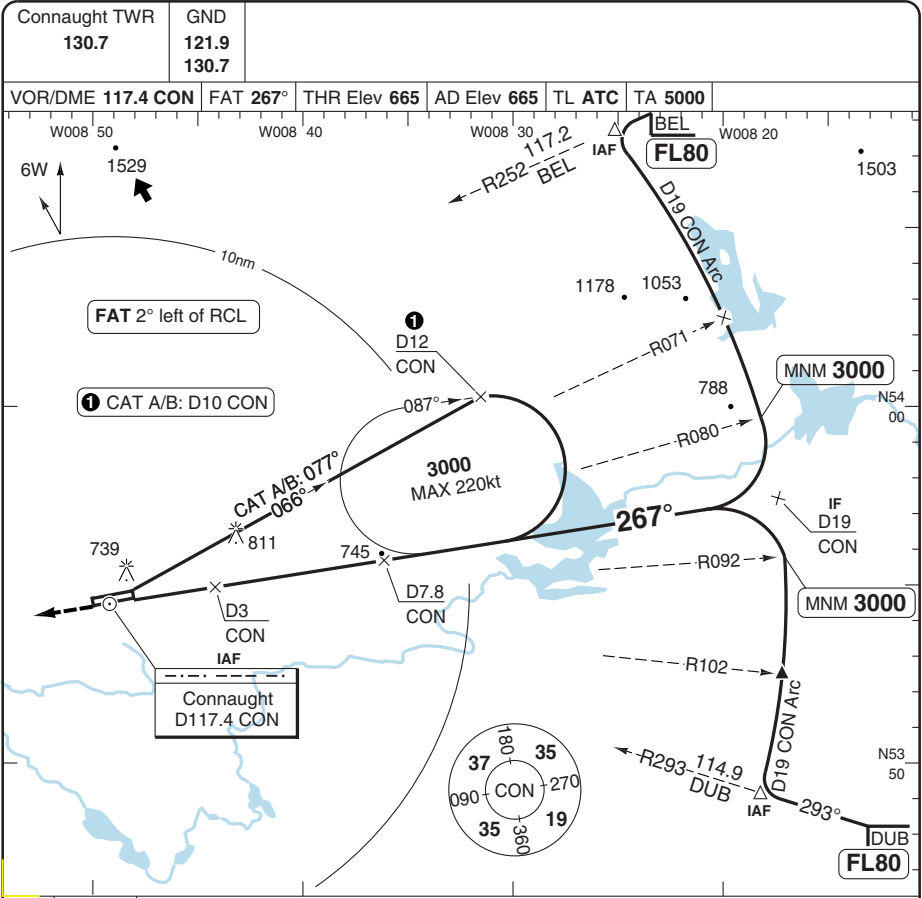 Connaught TWR
130.7
GND
121.9
130.7
VOR/DME 117.4 CON
FAT 267°
THR Elev 665
AD Elev 665
TL ATC
TA 5000
W008 50
W008 40
W008 30
W008 20
BEL
FL80
IAF
117.2
R252
BEL
6W
1529
1503
D19 CON Arc
10nm
1178
1053
FAT 2° left of RCL
1
D12
CON
R071
MNM 3000
788
N54
00
1 CAT A/B: D10 CON
087°
R080
3000
MAX 220kt
CAT A/B: 077°
066°
267°
IF
D19
CON
811
739
745
R092
D7.8
CON
MNM 3000
D3
CON
IAF
R102
Connaught
D117.4 CON
D19 CON Arc
N53
50
180
37
35
090
CON
270
35
19
360
R293
114.9
DUB
IAF
293°
DUB
FL80